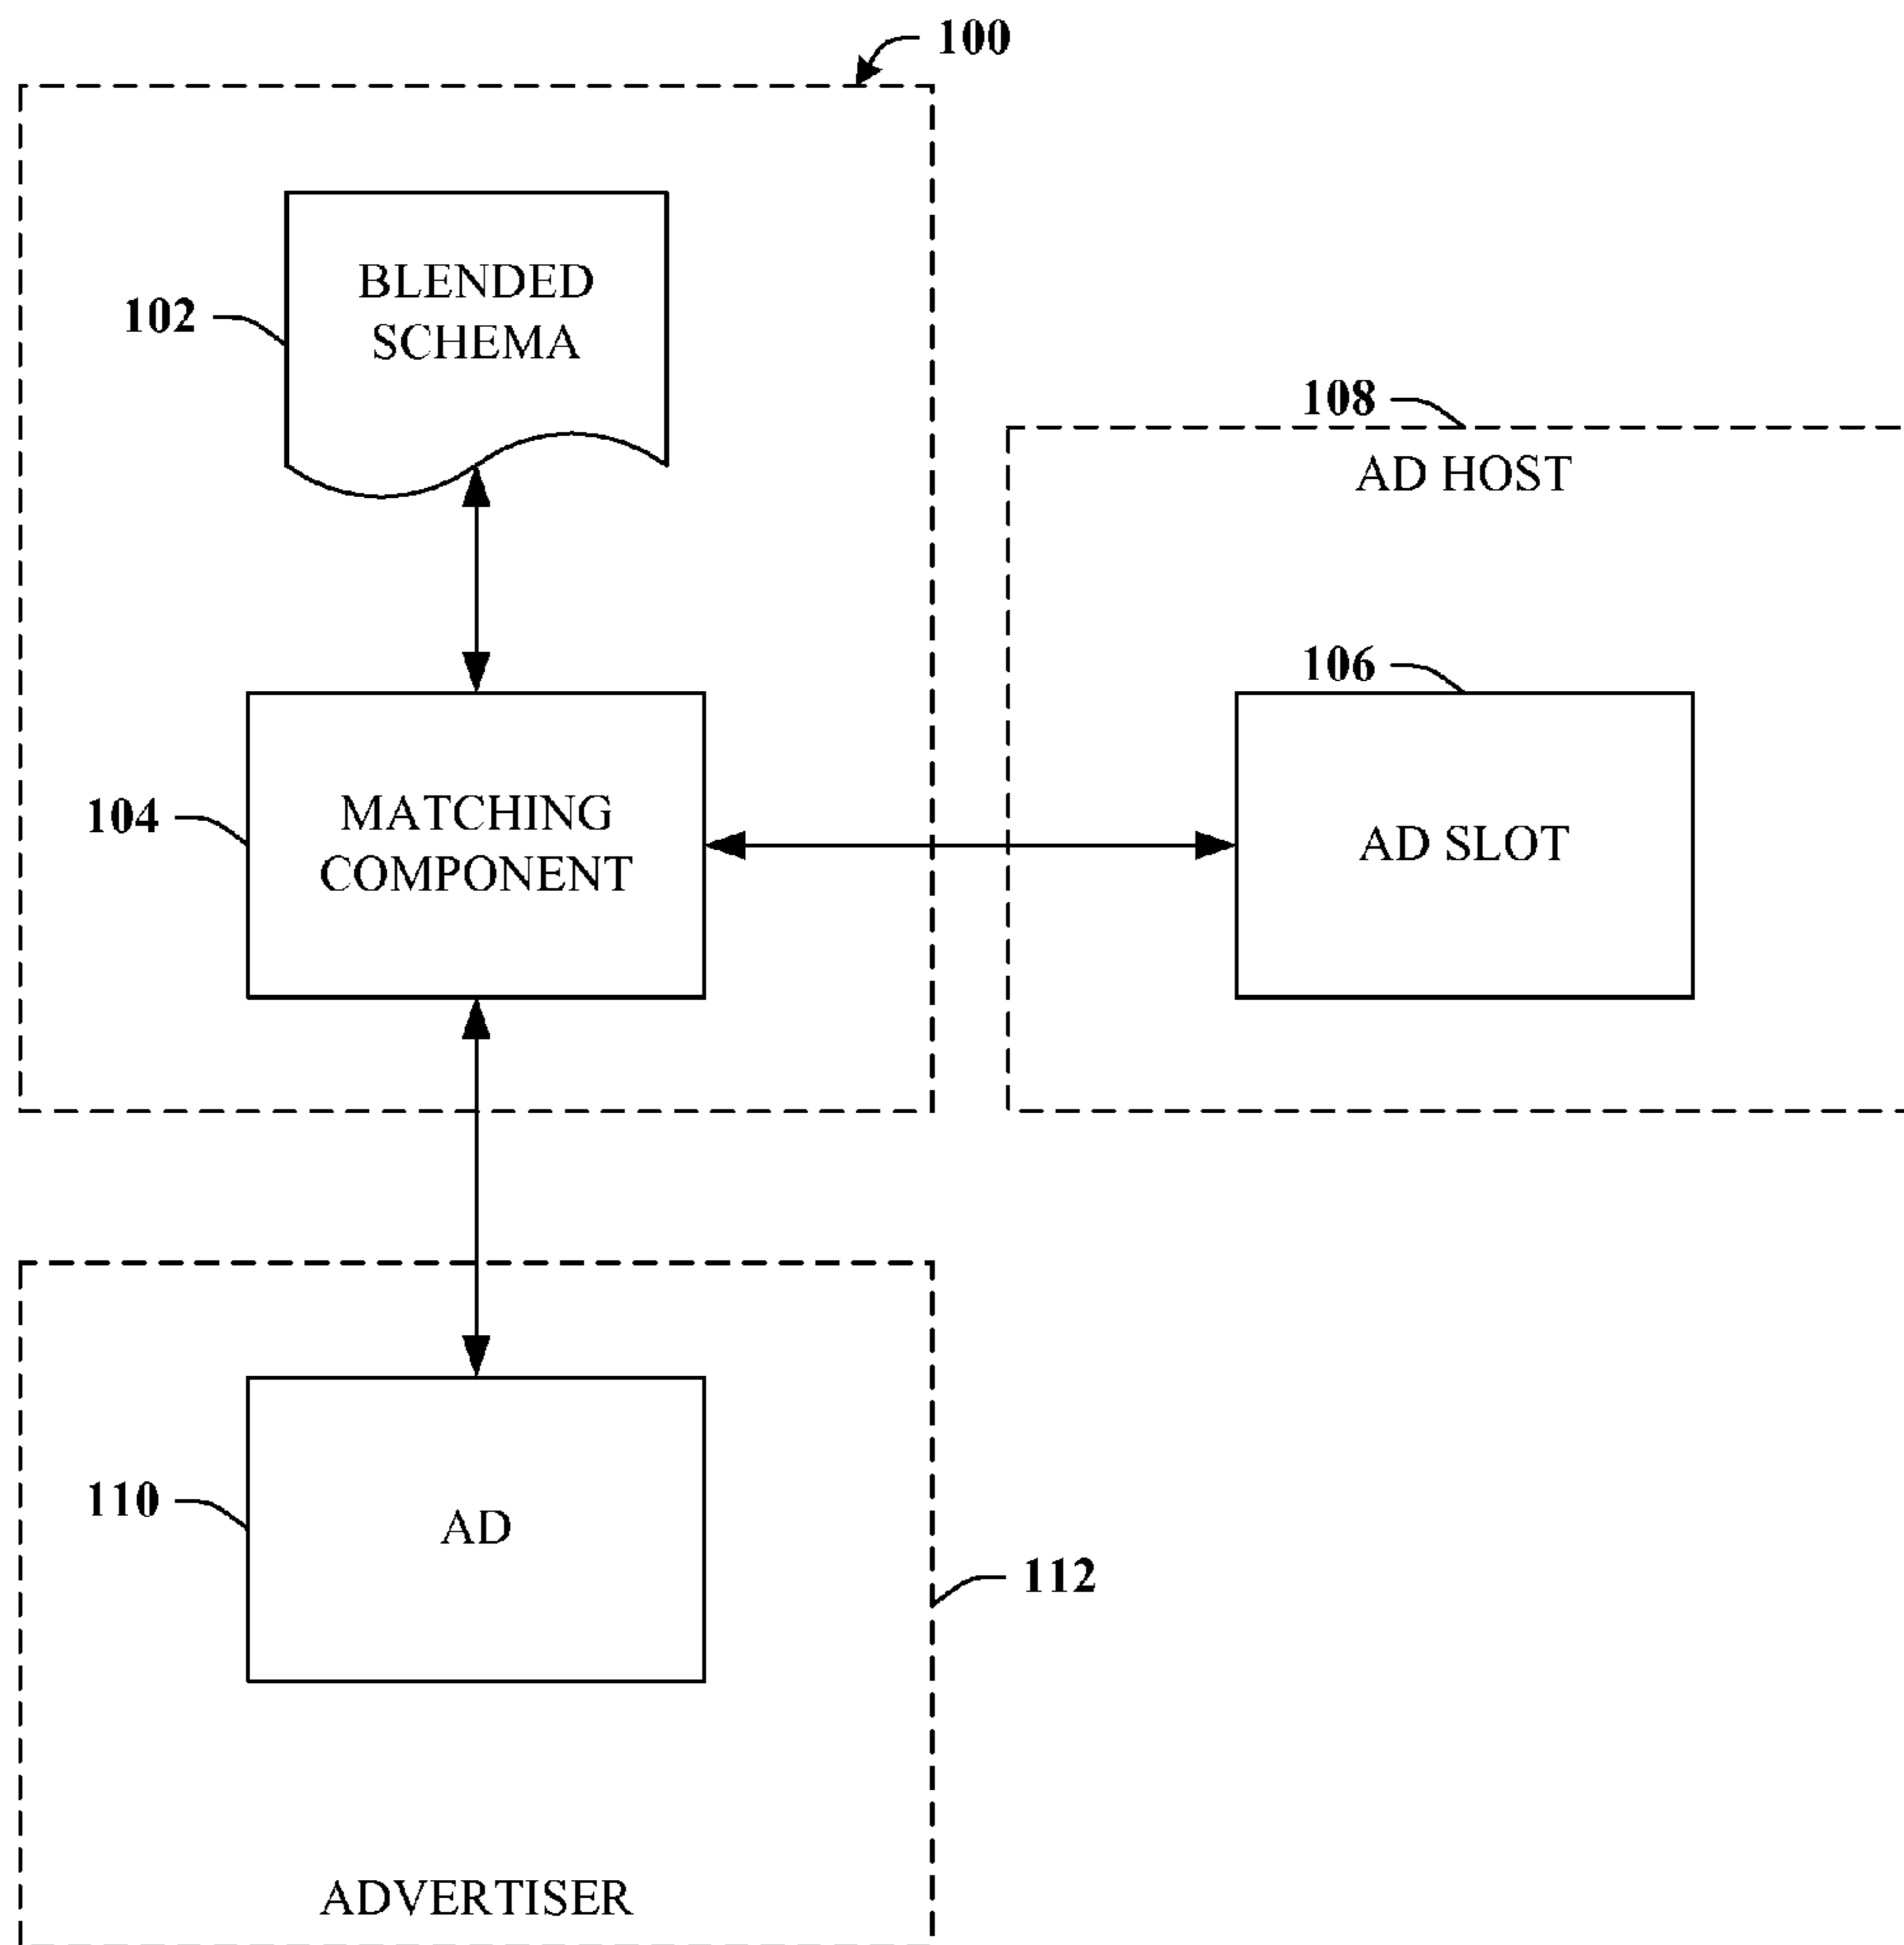 100
BLENDED
SCHEMA
102
108
AD HOST
106
MATCHING
COMPONENT
104
AD SLOT
110
AD
112
ADVERTISER